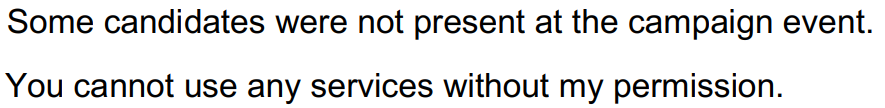 Some candidates were not present at the campaign event.
You cannot use any services without my permission.